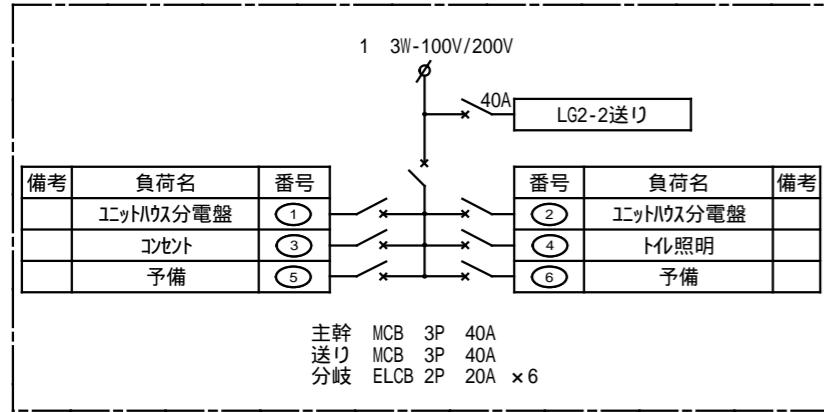 1 3W-100V/200V
40A
LG2-2送り
備考 負荷名 番号
ユニットハウス分電盤 1
コンセント 3
予備 5
番号 負荷名 備考
2 ユニットハウス分電盤
4 トイレ照明
6 予備
主幹 MCB 3P 40A
送り MCB 3P 40A
分岐 ELCB 2P 20A ×6